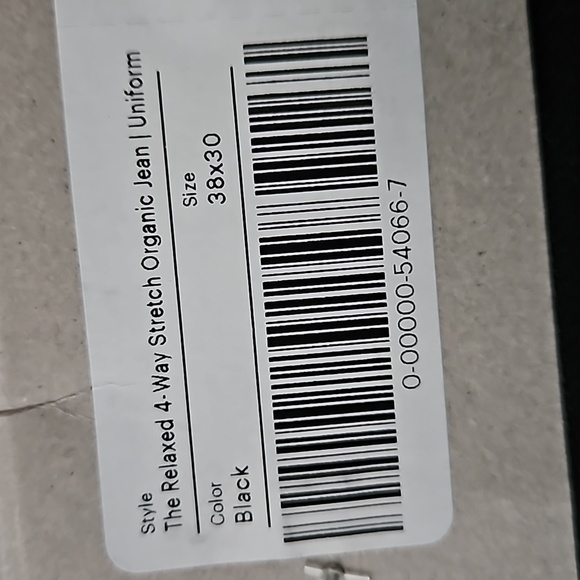 Style
The Relaxed 4-Way Stretch Organic Jean | Uniform
Color
Black
Size
38x30
0-00000-54066-7